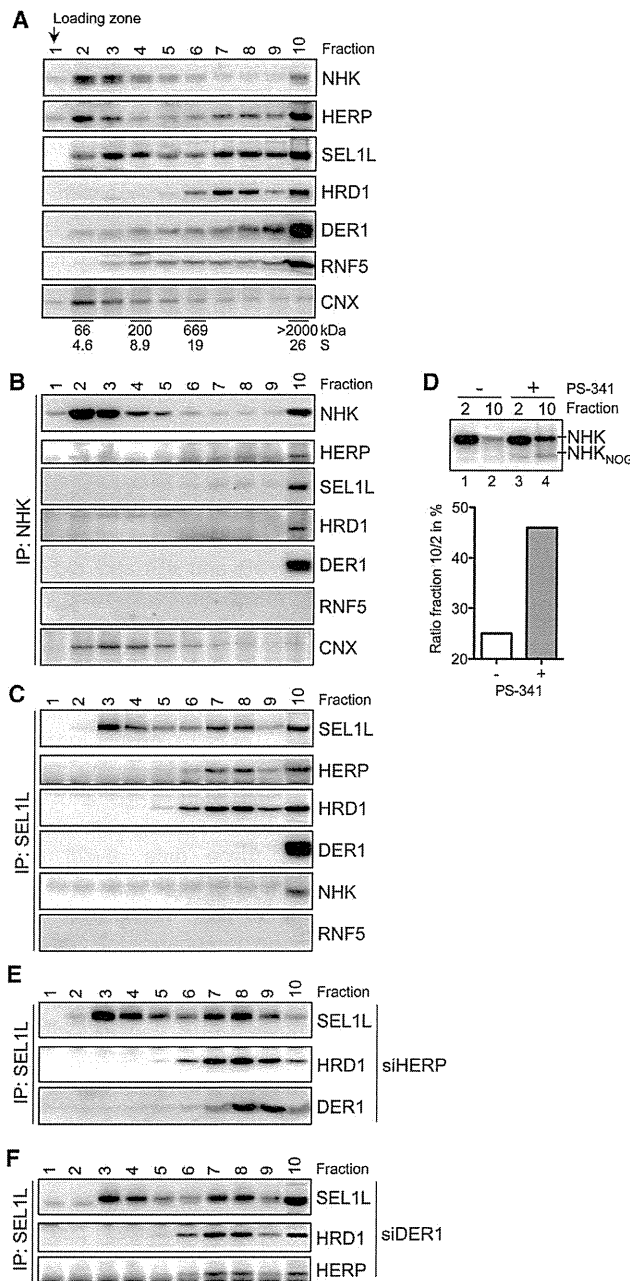 A
Loading zone
1 2 3 4 5 6 7 8 9 10 Fraction
NHK
HERP
SEL1L
HRD1
DER1
RNF5
CNX
66 200 669 >2000 kDa
4.6 8.9 19 26 S
B
1 2 3 4 5 6 7 8 9 10 Fraction
IP: NHK
NHK
HERP
SEL1L
HRD1
DER1
RNF5
CNX
C
1 2 3 4 5 6 7 8 9 10 Fraction
IP: SEL1L
SEL1L
HERP
HRD1
DER1
NHK
RNF5
D
- + PS-341
2 10 2 10 Fraction
NHK
NHKNOG
1 2 3 4
Ratio fraction 10/2 in %
50
40
30
20
- +
PS-341
E
1 2 3 4 5 6 7 8 9 10 Fraction
IP: SEL1L
SEL1L
HRD1
DER1
siHERP
F
1 2 3 4 5 6 7 8 9 10 Fraction
IP: SEL1L
SEL1L
HRD1
HERP
siDER1